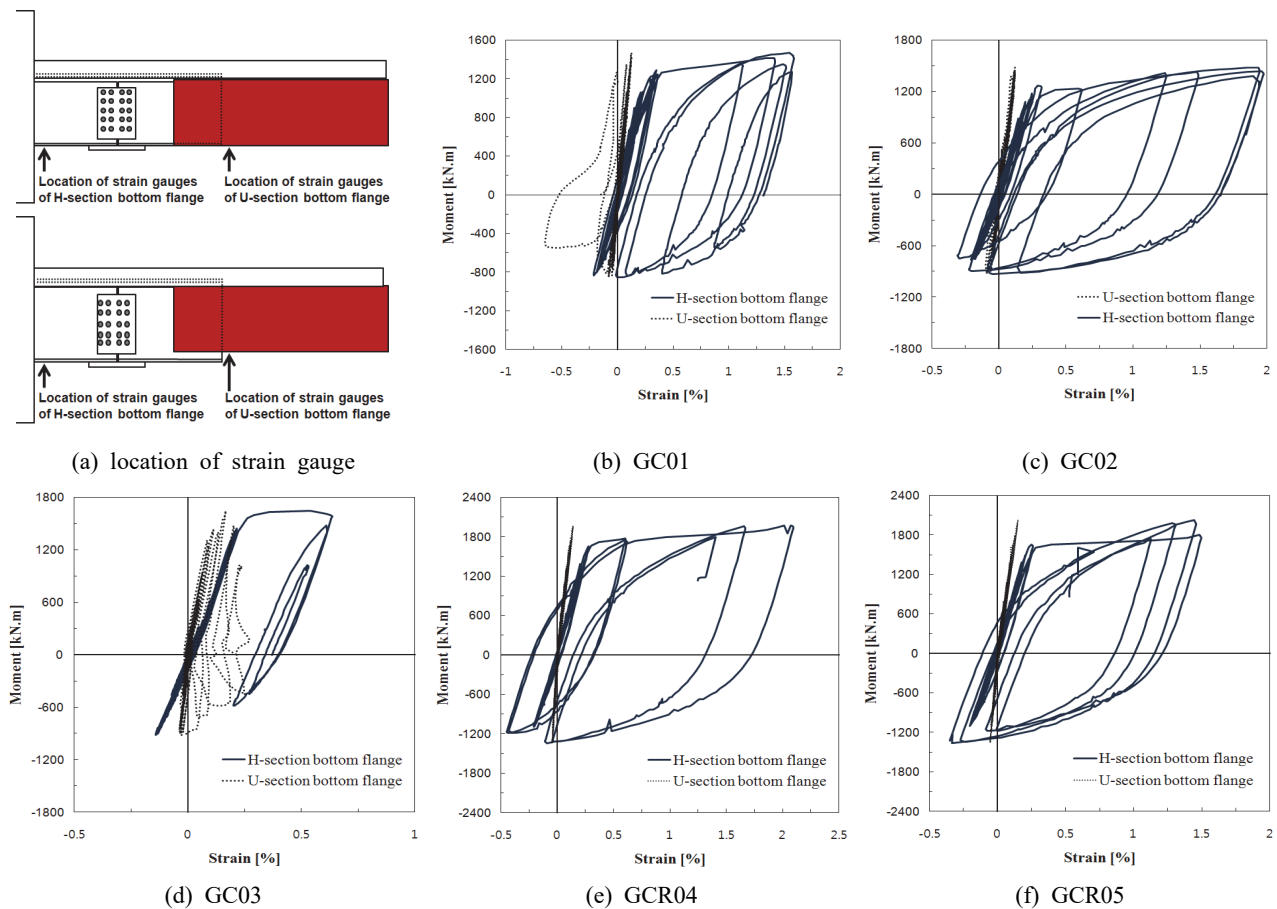 Location of strain gauges
of H-section bottom flange
Location of strain gauges
of U-section bottom flange
Location of strain gauges
of H-section bottom flange
Location of strain gauges
of U-section bottom flange
(a) location of strain gauge
1600
1200
800
400
0
-400
-800
-1200
-1600
Moment [kN.m]
-1
-0.5
0
0.5
1
1.5
2
Strain [%]
H-section bottom flange
U-section bottom flange
(b) GC01
1800
1200
600
0
-600
-1200
-1800
Moment [kN.m]
-0.5
0
0.5
1
1.5
2
Strain [%]
U-section bottom flange
H-section bottom flange
(c) GC02
1800
1200
600
0
-600
-1200
-1800
Moment [kN.m]
-0.5
0
0.5
1
Strain [%]
H-section bottom flange
U-section bottom flange
(d) GC03
2400
1800
1200
600
0
-600
-1200
-1800
-2400
Moment [kN.m]
-0.5
0
0.5
1
1.5
2
2.5
Strain [%]
H-section bottom flange
U-section bottom flange
(e) GCR04
2400
1800
1200
600
0
-600
-1200
-1800
-2400
Moment [kN.m]
-0.5
0
0.5
1
1.5
2
Strain [%]
H-section bottom flange
U-section bottom flange
(f) GCR05